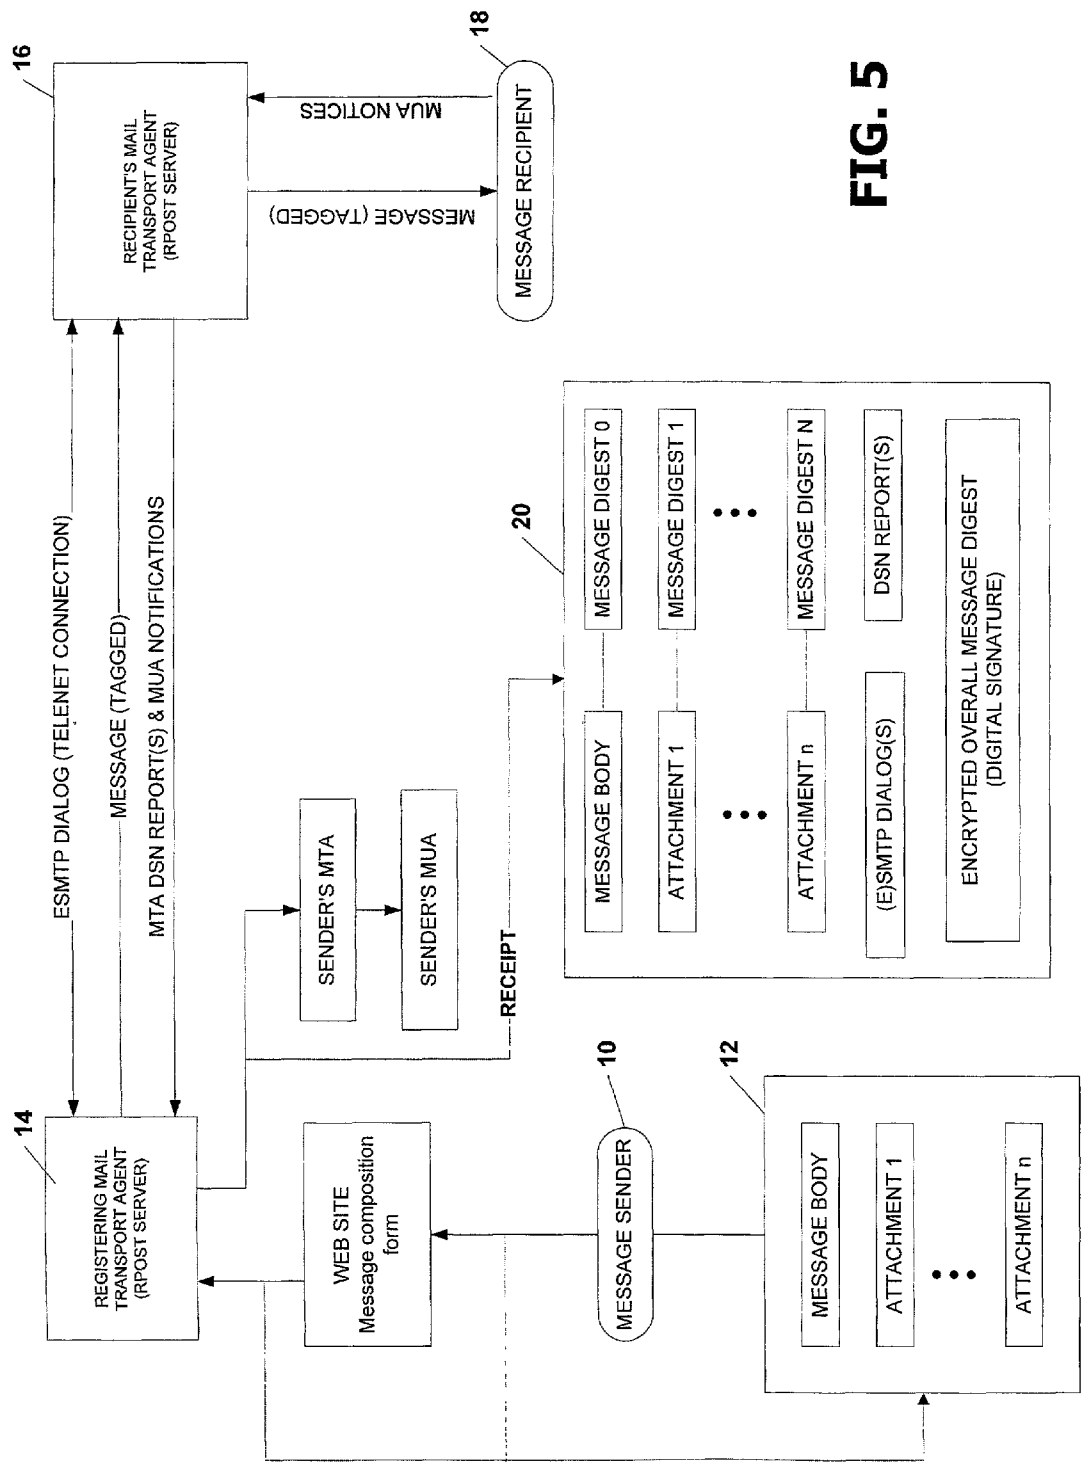 14
REGISTERING MAIL
TRANSPORT AGENT
(RPOST SERVER)
ESMTP DIALOG (TELENET CONNECTION)
MESSAGE (TAGGED)
MTA DSN REPORT(S) & MUA NOTIFICATIONS
16
RECIPIENT'S MAIL
TRANSPORT AGENT
(RPOST SERVER)
MESSAGE (TAGGED)
MUA NOTICES
18
MESSAGE RECIPIENT
WEB SITE
Message composition
form
SENDER'S MTA
SENDER'S MUA
RECEIPT
10
MESSAGE SENDER
12
MESSAGE BODY
ATTACHMENT 1
ATTACHMENT n
20
MESSAGE BODY
MESSAGE DIGEST 0
ATTACHMENT 1
MESSAGE DIGEST 1
ATTACHMENT n
MESSAGE DIGEST N
(E)SMTP DIALOG(S)
DSN REPORT(S)
ENCRYPTED OVERALL MESSAGE DIGEST
(DIGITAL SIGNATURE)
FIG. 5